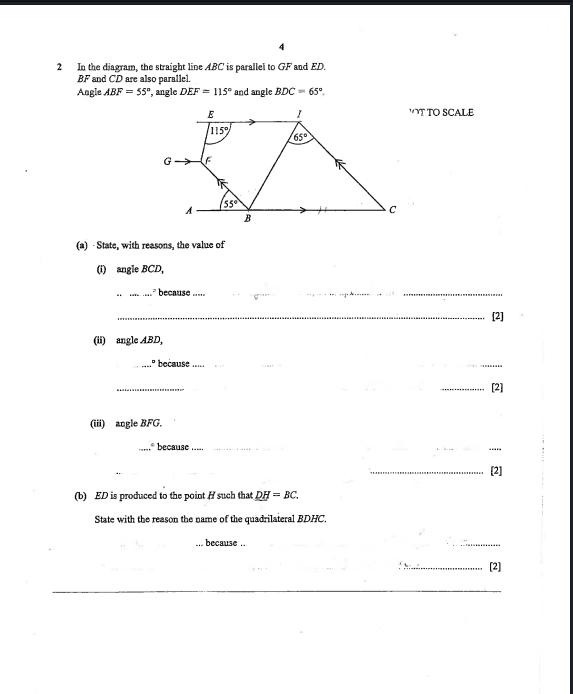 4
2 In the diagram, the straight line ABC is parallel to GF and ED.
BF and CD are also parallel.
Angle ABF = 55°, angle DEF = 115° and angle BDC = 65°.
E I NOT TO SCALE
115° 65°
G F
55°
A B C
(a) State, with reasons, the value of
(i) angle BCD,
....° because .....
[2]
(ii) angle ABD,
....° because .....
[2]
(iii) angle BFG.
.....° because .....
[2]
(b) ED is produced to the point H such that DH = BC.
State with the reason the name of the quadrilateral BDHC.
... because ..
[2]